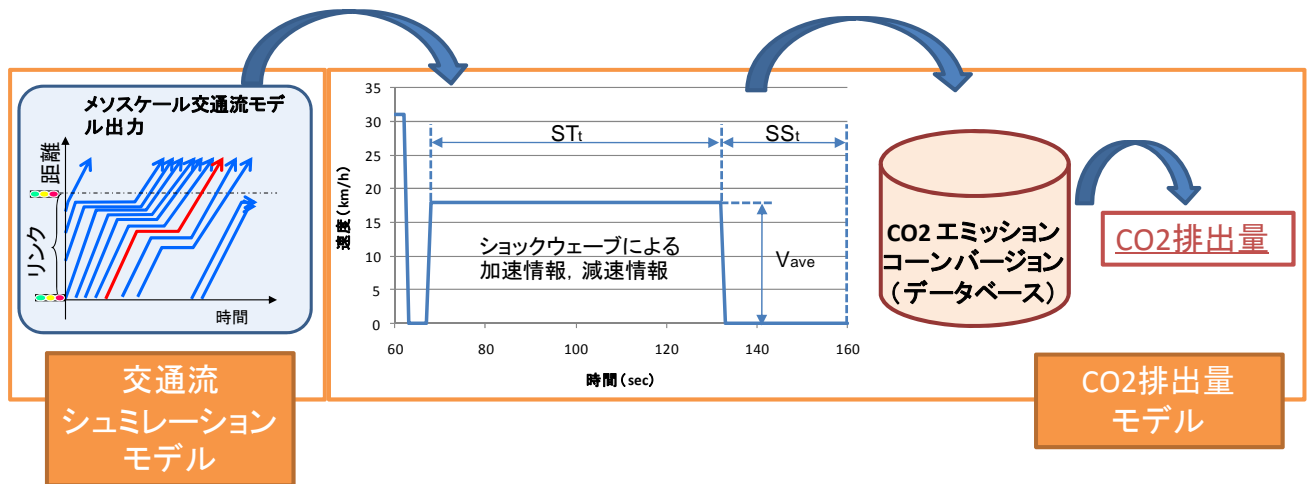 メソスケール交通流モデ
ル出力
距離
リンク
時間
交通流
シュミレーション
モデル
35
30
25
20
15
10
5
0
速度(km/h)
STt
SSt
ショックウェーブによる
加速情報, 減速情報
Vave
60
80
100
120
140
160
時間(sec)
CO2 エミッション
コーンバージョン
(データベース)
CO2排出量
CO2排出量
モデル